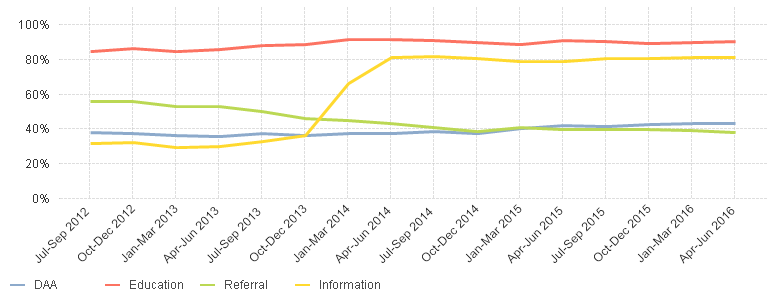 100%
80%
60%
40%
20%
0%
Jul-Sep 2012
Oct-Dec 2012
Jan-Mar 2013
Apr-Jun 2013
Jul-Sep 2013
Oct-Dec 2013
Jan-Mar 2014
Apr-Jun 2014
Jul-Sep 2014
Oct-Dec 2014
Jan-Mar 2015
Apr-Jun 2015
Jul-Sep 2015
Oct-Dec 2015
Jan-Mar 2016
Apr-Jun 2016
DAA Education Referral Information